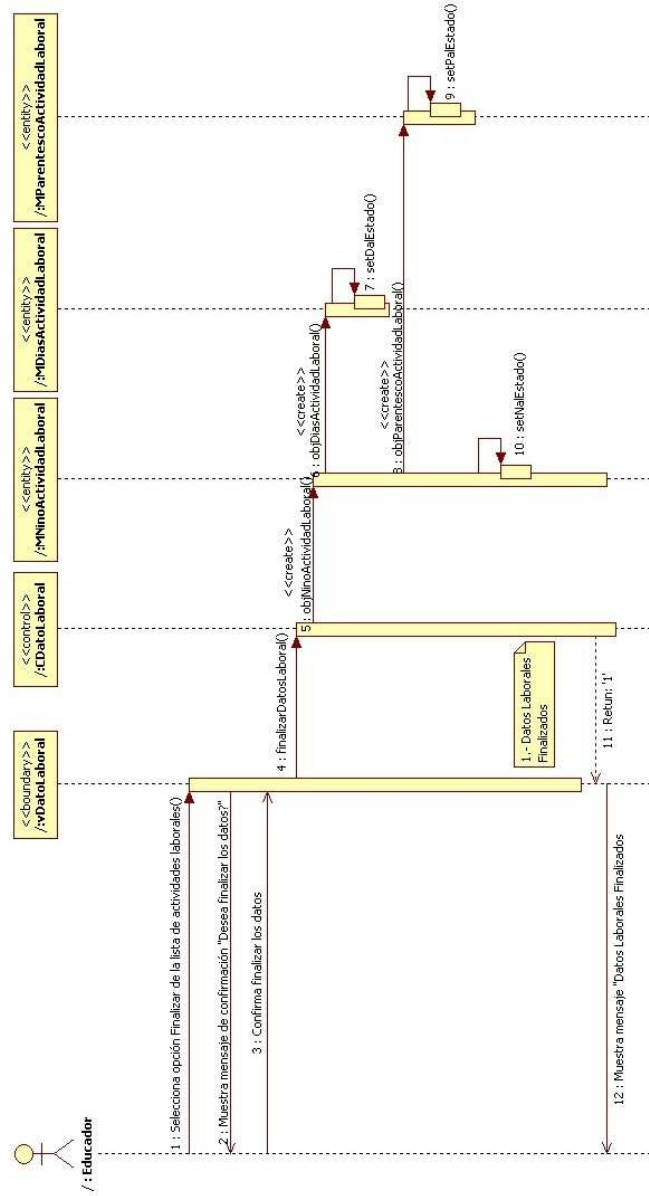 / : Educador
<<boundary>>
/:vDatoLaboral
<<control>>
/:CDatoLaboral
<<entity>>
/:MNinoActividadLaboral
<<entity>>
/:MDiasActividadLaboral
<<entity>>
/:MParentescoActividadLaboral
1 : Selecciona opción Finalizar de la lista de actividades laborales()
2 : Muestra mensaje de confirmación "Desea finalizar los datos?"
3 : Confirma finalizar los datos
4 : finalizarDatosLaboral()
<<create>>
5 : objNinoActividadLaboral()
<<create>>
6 : objDiasActividadLaboral()
7 : setDalEstado()
<<create>>
8 : objParentescoActividadLaboral()
9 : setPalEstado()
10 : setNalEstado()
1.- Datos Laborales
Finalizados
11 : Retun: '1'
12 : Muestra mensaje "Datos Laborales Finalizados